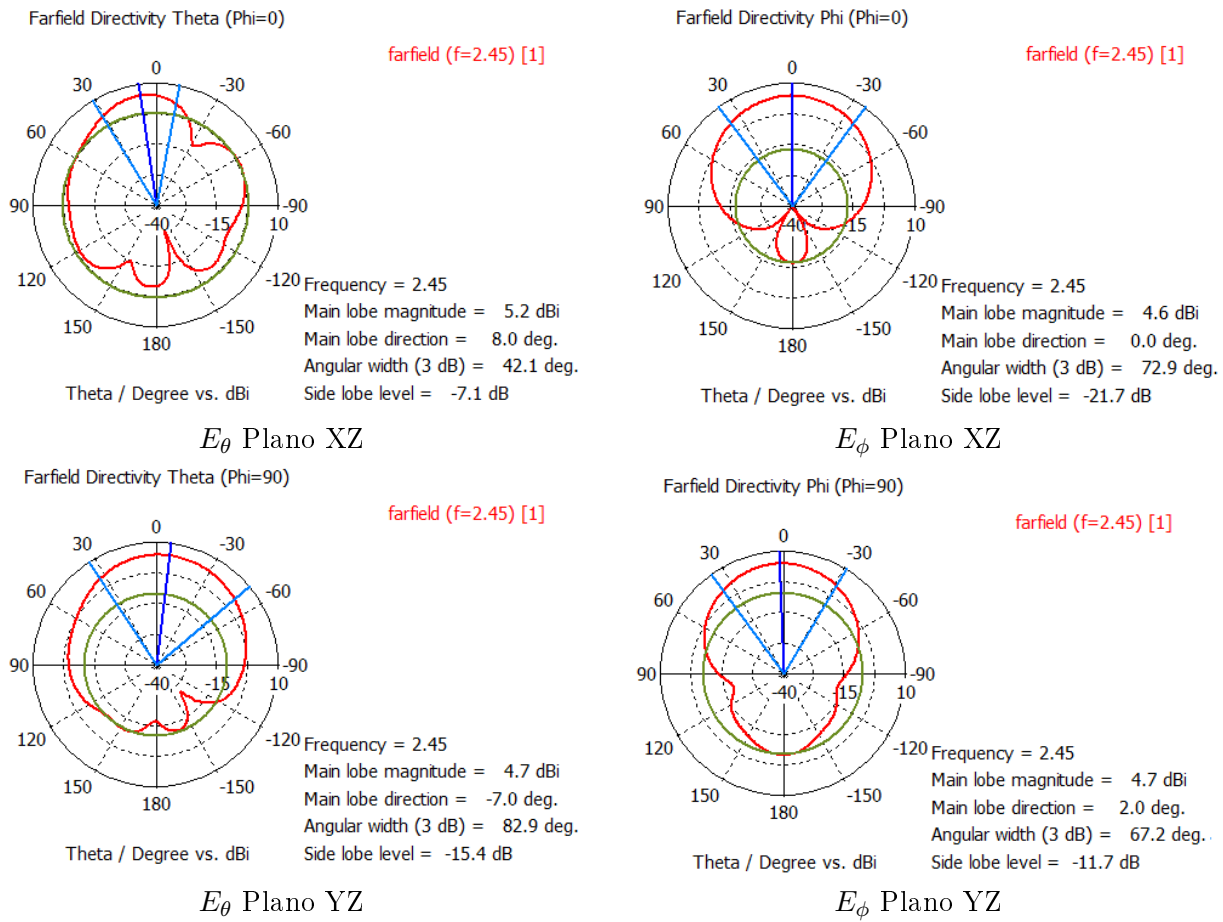 Farfield Directivity Theta (Phi=0)
farfield (f=2.45) [1]
0
30
-30
60
-60
90
-90
-40
-15
10
120
-120
150
-150
180
Frequency = 2.45
Main lobe magnitude = 5.2 dBi
Main lobe direction = 8.0 deg.
Angular width (3 dB) = 42.1 deg.
Side lobe level = -7.1 dB
Theta / Degree vs. dBi
E_θ Plano XZ
Farfield Directivity Phi (Phi=0)
farfield (f=2.45) [1]
0
30
-30
60
-60
90
-90
-40
-15
10
120
-120
150
-150
180
Frequency = 2.45
Main lobe magnitude = 4.6 dBi
Main lobe direction = 0.0 deg.
Angular width (3 dB) = 72.9 deg.
Side lobe level = -21.7 dB
Theta / Degree vs. dBi
E_ϕ Plano XZ
Farfield Directivity Theta (Phi=90)
farfield (f=2.45) [1]
0
30
-30
60
-60
90
-90
-40
-15
10
120
-120
150
-150
180
Frequency = 2.45
Main lobe magnitude = 4.7 dBi
Main lobe direction = -7.0 deg.
Angular width (3 dB) = 82.9 deg.
Side lobe level = -15.4 dB
Theta / Degree vs. dBi
E_θ Plano YZ
Farfield Directivity Phi (Phi=90)
farfield (f=2.45) [1]
0
30
-30
60
-60
90
-90
-40
-15
10
120
-120
150
-150
180
Frequency = 2.45
Main lobe magnitude = 4.7 dBi
Main lobe direction = 2.0 deg.
Angular width (3 dB) = 67.2 deg.
Side lobe level = -11.7 dB
Theta / Degree vs. dBi
E_ϕ Plano YZ